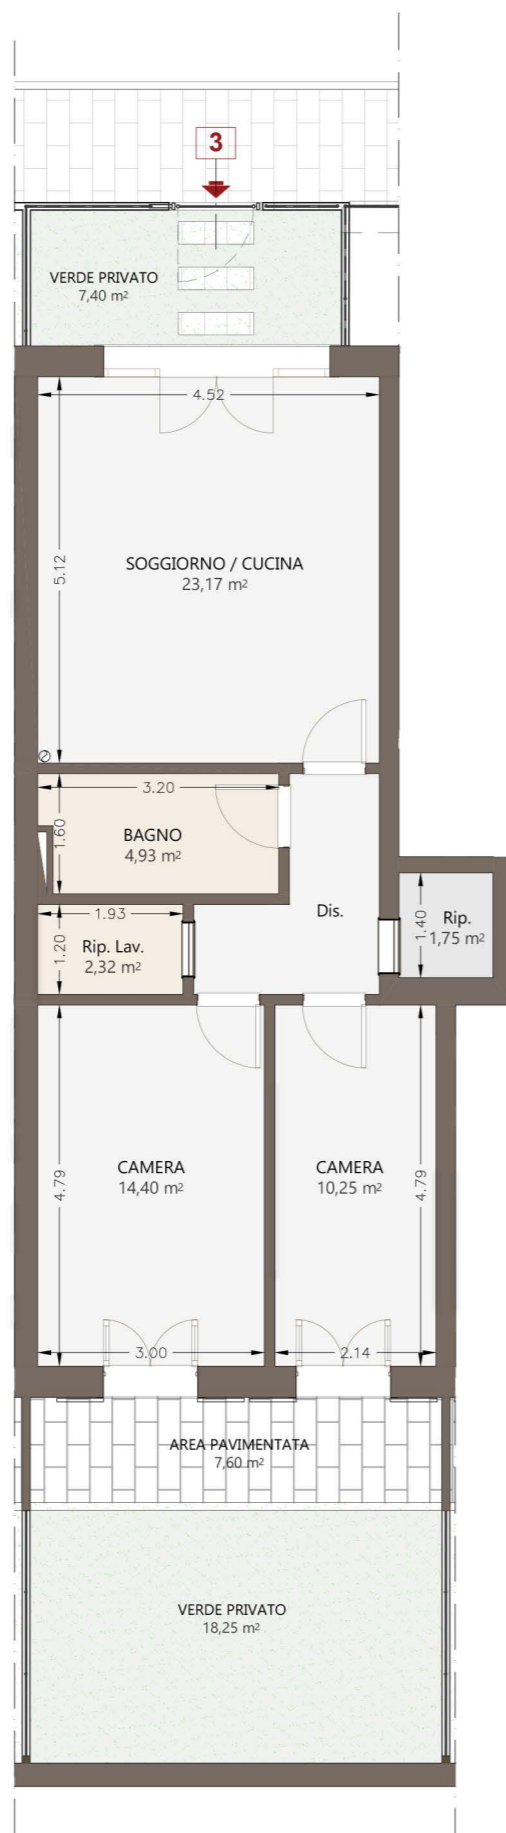 3
VERDE PRIVATO
7,40 m²
4.52
5.12
SOGGIORNO / CUCINA
23,17 m²
3.20
1.60
BAGNO
4,93 m²
1.93
1.20
Rip. Lav.
2,32 m²
Dis.
1.40
Rip.
1,75 m²
4.79
CAMERA
14,40 m²
CAMERA
10,25 m²
4.79
3.00
2.14
AREA PAVIMENTATA
7,60 m²
VERDE PRIVATO
18,25 m²